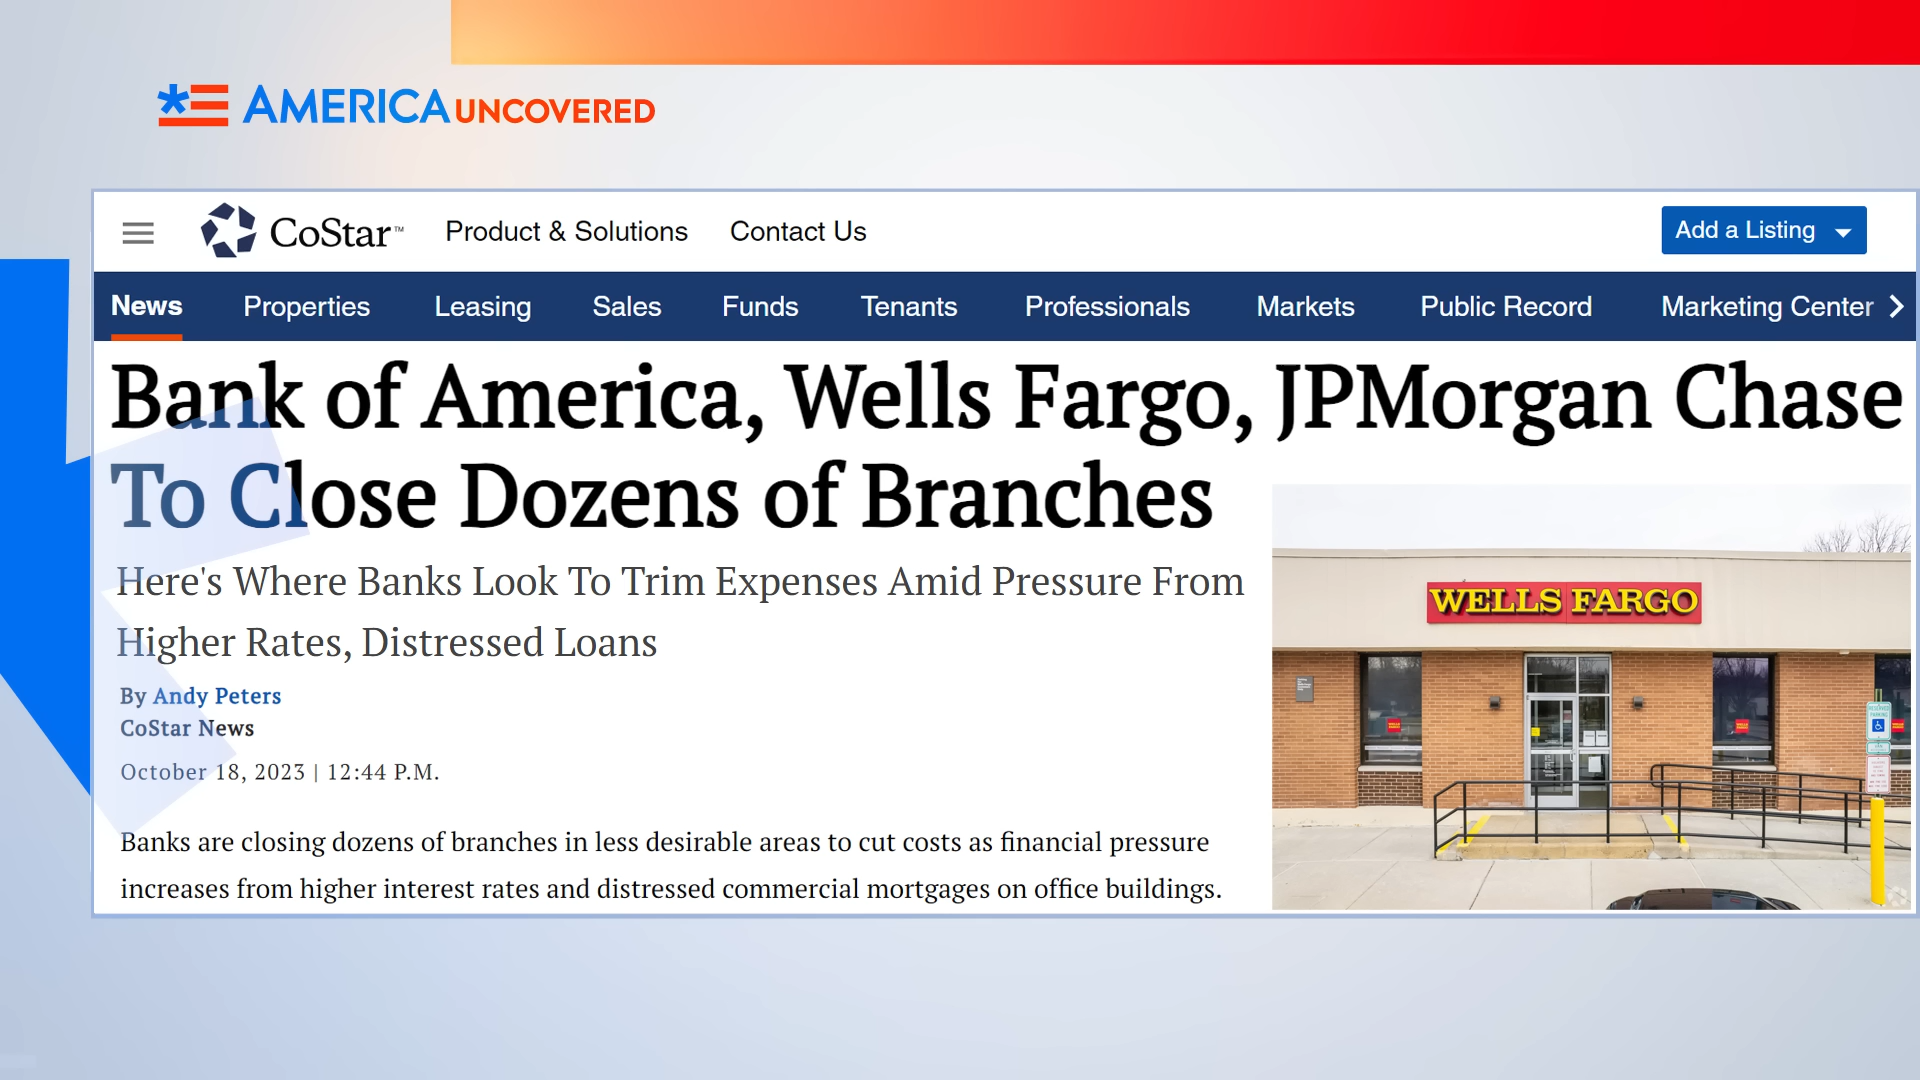 AMERICA UNCOVERED
CoStar™ Product & Solutions Contact Us Add a Listing
News Properties Leasing Sales Funds Tenants Professionals Markets Public Record Marketing Center
Bank of America, Wells Fargo, JPMorgan Chase
To Close Dozens of Branches
Here's Where Banks Look To Trim Expenses Amid Pressure From
Higher Rates, Distressed Loans
By Andy Peters
CoStar News
October 18, 2023 | 12:44 P.M.
Banks are closing dozens of branches in less desirable areas to cut costs as financial pressure
increases from higher interest rates and distressed commercial mortgages on office buildings.
WELLS FARGO